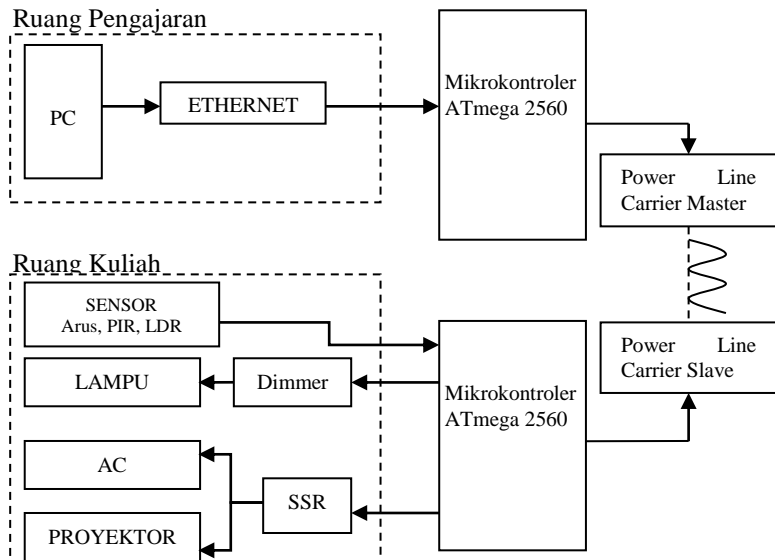 Ruang Pengajaran
PC
ETHERNET
Mikrokontroler
ATmega 2560
Power Line
Carrier Master
Ruang Kuliah
SENSOR
Arus, PIR, LDR
LAMPU
Dimmer
AC
PROYEKTOR
SSR
Mikrokontroler
ATmega 2560
Power Line
Carrier Slave